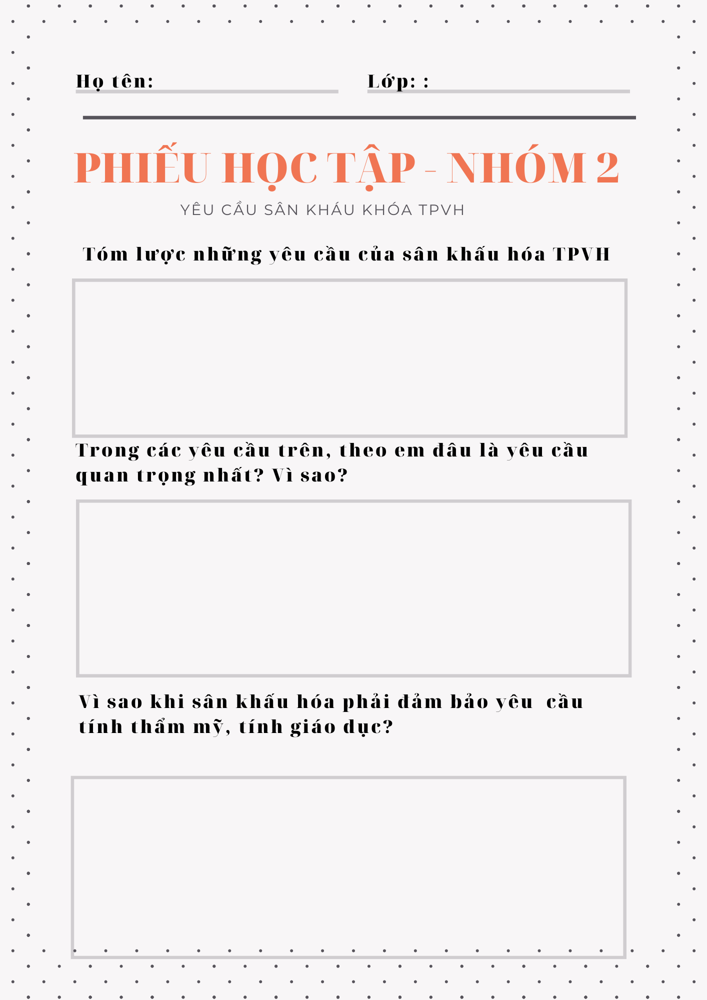 Họ tên:
Lớp: :
PHIẾU HỌC TẬP - NHÓM 2
YÊU CẦU SÂN KHÁU KHÓA TPVH
Tóm lược những yêu cầu của sân khấu hóa TPVH
Trong các yêu cầu trên, theo em đâu là yêu cầu
quan trọng nhất? Vì sao?
Vì sao khi sân khấu hóa phải đảm bảo yêu  cầu
tính thẩm mỹ, tính giáo dục?